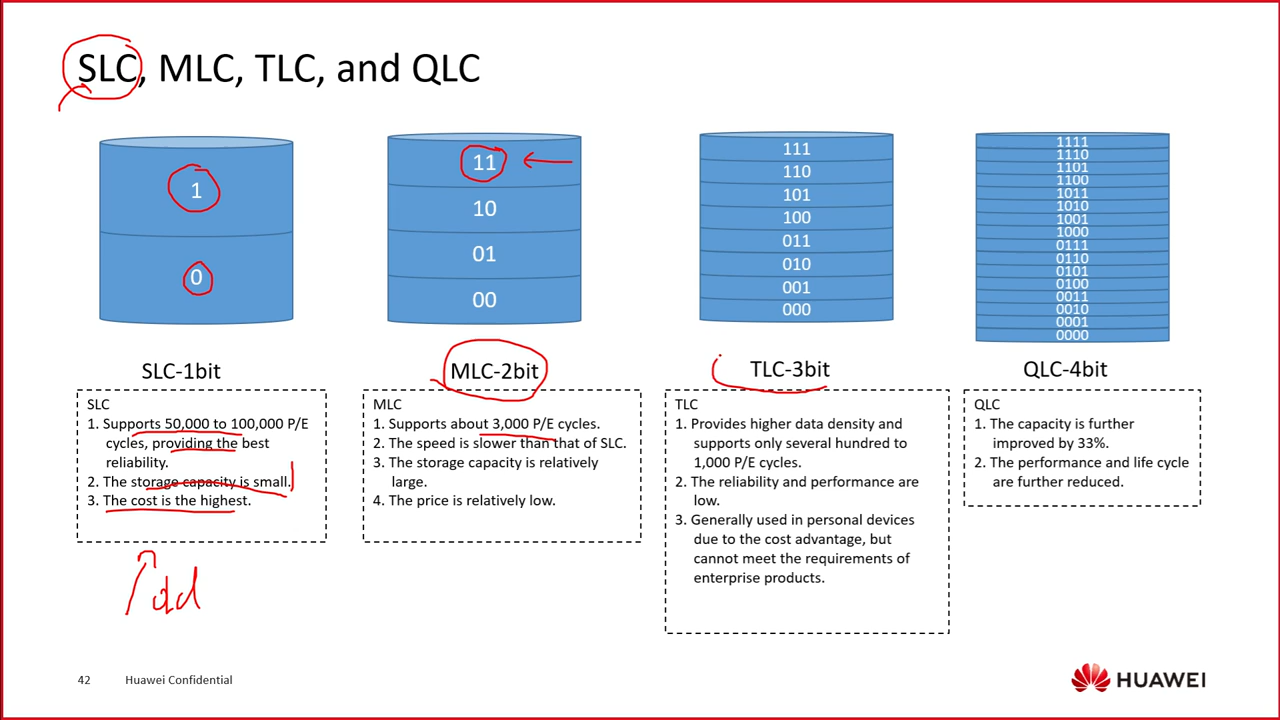 SLC, MLC, TLC, and QLC
1
0
11
10
01
00
111
110
101
100
011
010
001
000
1111
1110
1101
1100
1011
1010
1001
1000
0111
0110
0101
0100
0011
0010
0001
0000
SLC-1bit
MLC-2bit
TLC-3bit
QLC-4bit
SLC
1. Supports 50,000 to 100,000 P/E
cycles, providing the best
reliability.
2. The storage capacity is small.
3. The cost is the highest.
MLC
1. Supports about 3,000 P/E cycles.
2. The speed is slower than that of SLC.
3. The storage capacity is relatively
large.
4. The price is relatively low.
TLC
1. Provides higher data density and
supports only several hundred to
1,000 P/E cycles.
2. The reliability and performance are
low.
3. Generally used in personal devices
due to the cost advantage, but
cannot meet the requirements of
enterprise products.
QLC
1. The capacity is further
improved by 33%.
2. The performance and life cycle
are further reduced.
42 Huawei Confidential
HUAWEI